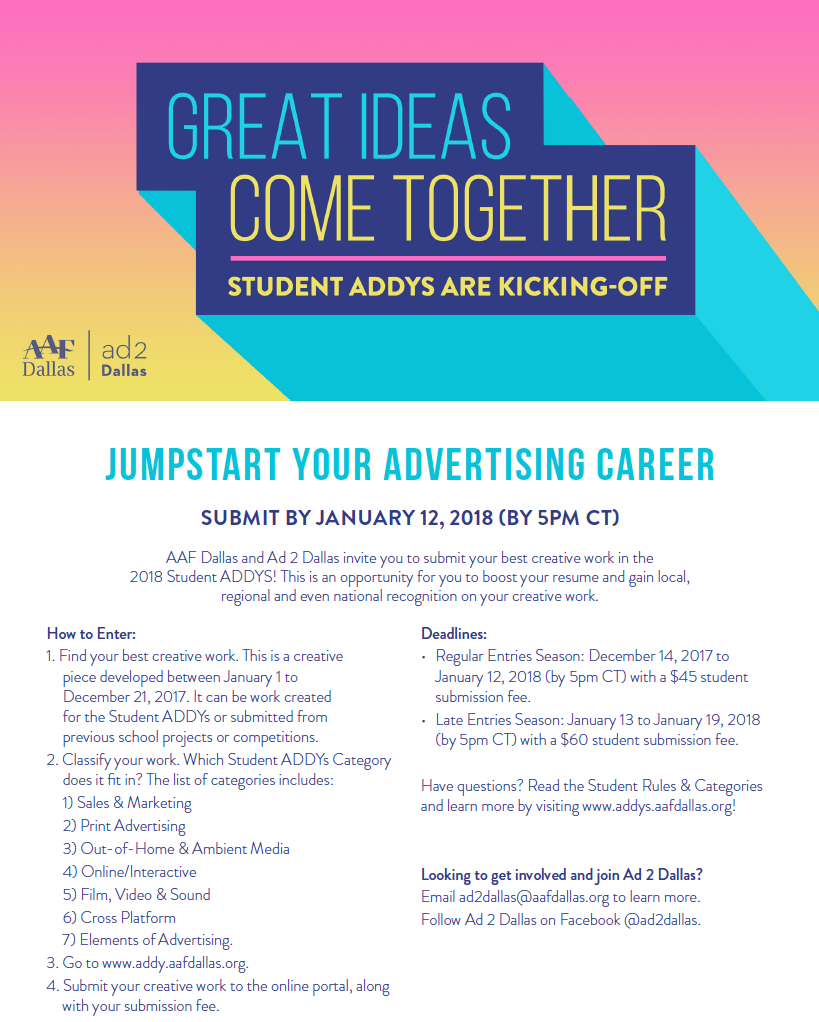 GREAT IDEAS
COME TOGETHER
STUDENT ADDYS ARE KICKING-OFF
AAF
Dallas
ad 2
Dallas
JUMPSTART YOUR ADVERTISING CAREER
SUBMIT BY JANUARY 12, 2018 (BY 5PM CT)
AAF Dallas and Ad 2 Dallas invite you to submit your best creative work in the
2018 Student ADDYS! This is an opportunity for you to boost your resume and gain local,
regional and even national recognition on your creative work.
How to Enter:
1. Find your best creative work. This is a creative
piece developed between January 1 to
December 21, 2017. It can be work created
for the Student ADDYs or submitted from
previous school projects or competitions.
2. Classify your work. Which Student ADDYs Category
does it fit in? The list of categories includes:
1) Sales & Marketing
2) Print Advertising
3) Out-of-Home & Ambient Media
4) Online/Interactive
5) Film, Video & Sound
6) Cross Platform
7) Elements of Advertising.
3. Go to www.addy.aafdallas.org.
4. Submit your creative work to the online portal, along
with your submission fee.
Deadlines:
• Regular Entries Season: December 14, 2017 to
January 12, 2018 (by 5pm CT) with a $45 student
submission fee.
• Late Entries Season: January 13 to January 19, 2018
(by 5pm CT) with a $60 student submission fee.
Have questions? Read the Student Rules & Categories
and learn more by visiting www.addys.aafdallas.org!
Looking to get involved and join Ad 2 Dallas?
Email ad2dallas@aafdallas.org to learn more.
Follow Ad 2 Dallas on Facebook @ad2dallas.